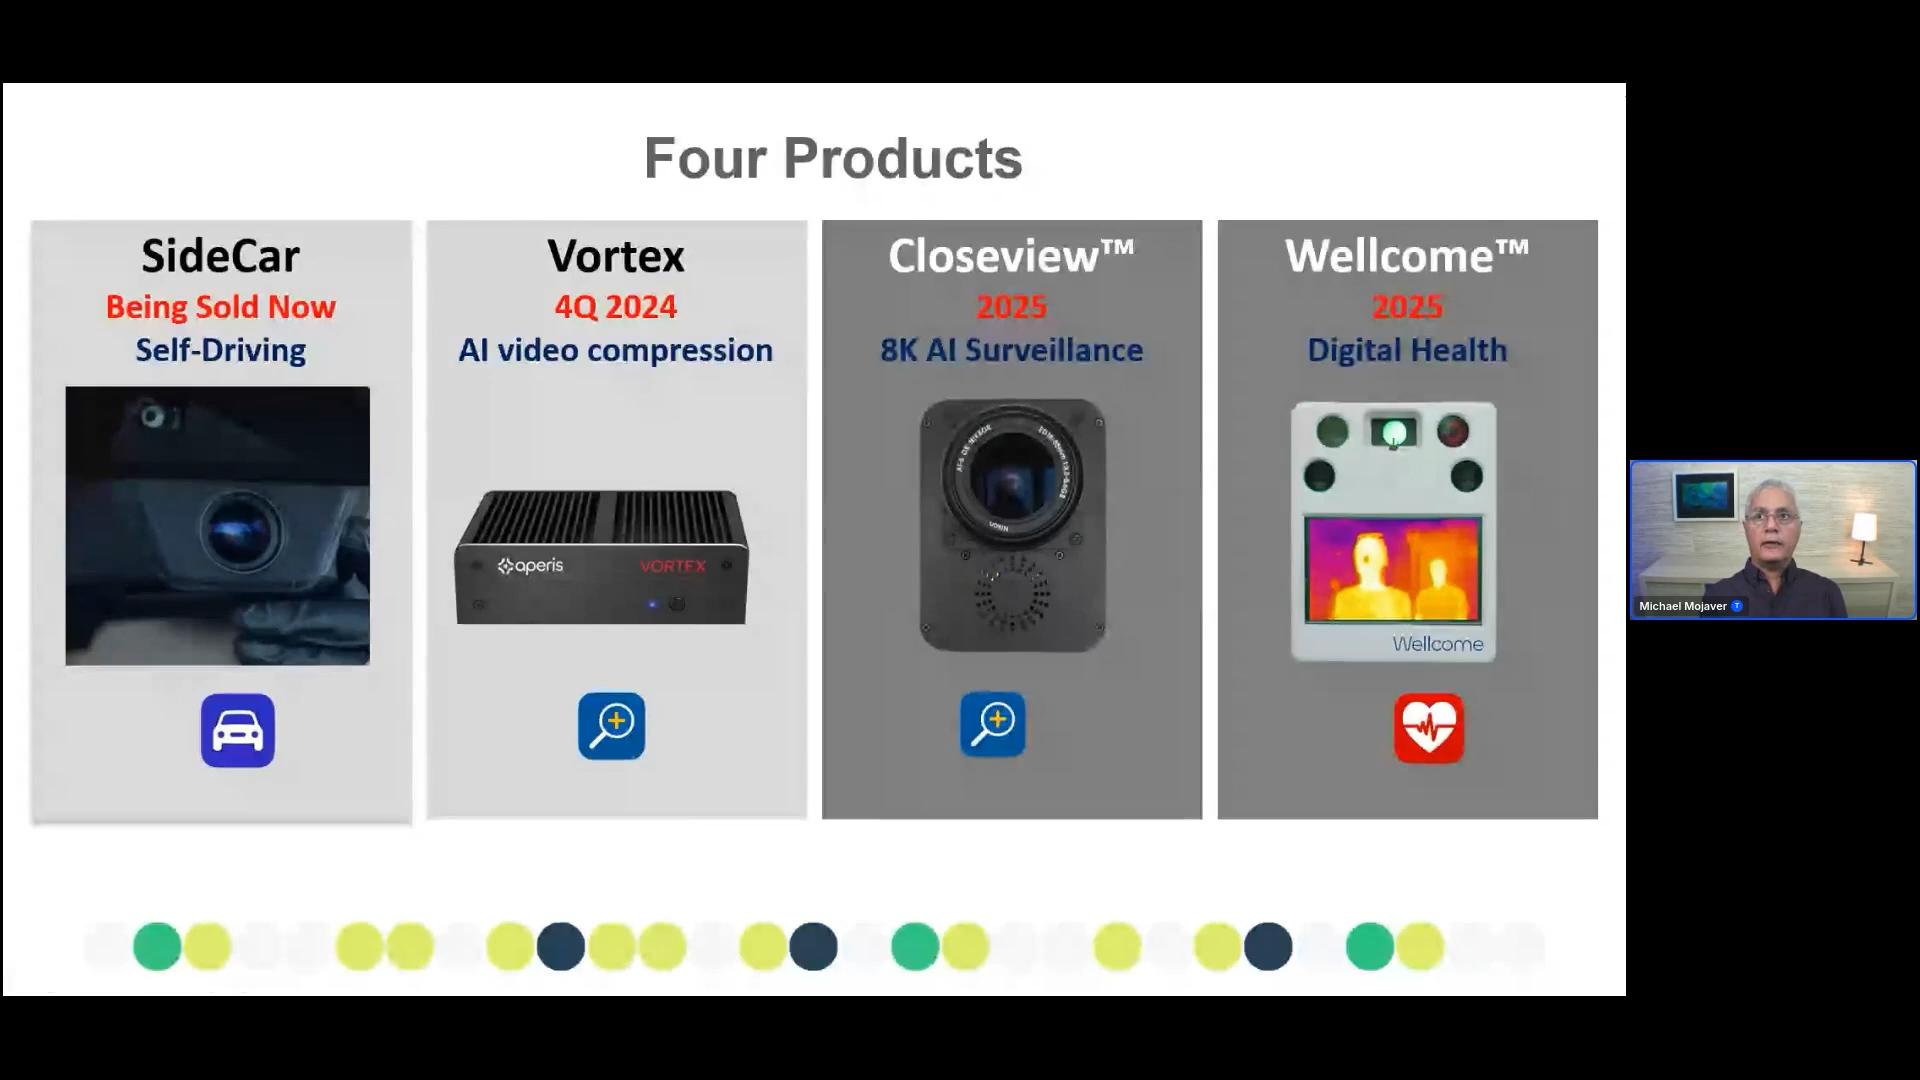 Four Products
SideCar
Being Sold Now
Self-Driving
Vortex
4Q 2024
AI video compression
aperis
VORTEX
Closeview™
2025
8K AI Surveillance
NIKON
Wellcome™
2025
Digital Health
Wellcome
Michael Mojaver